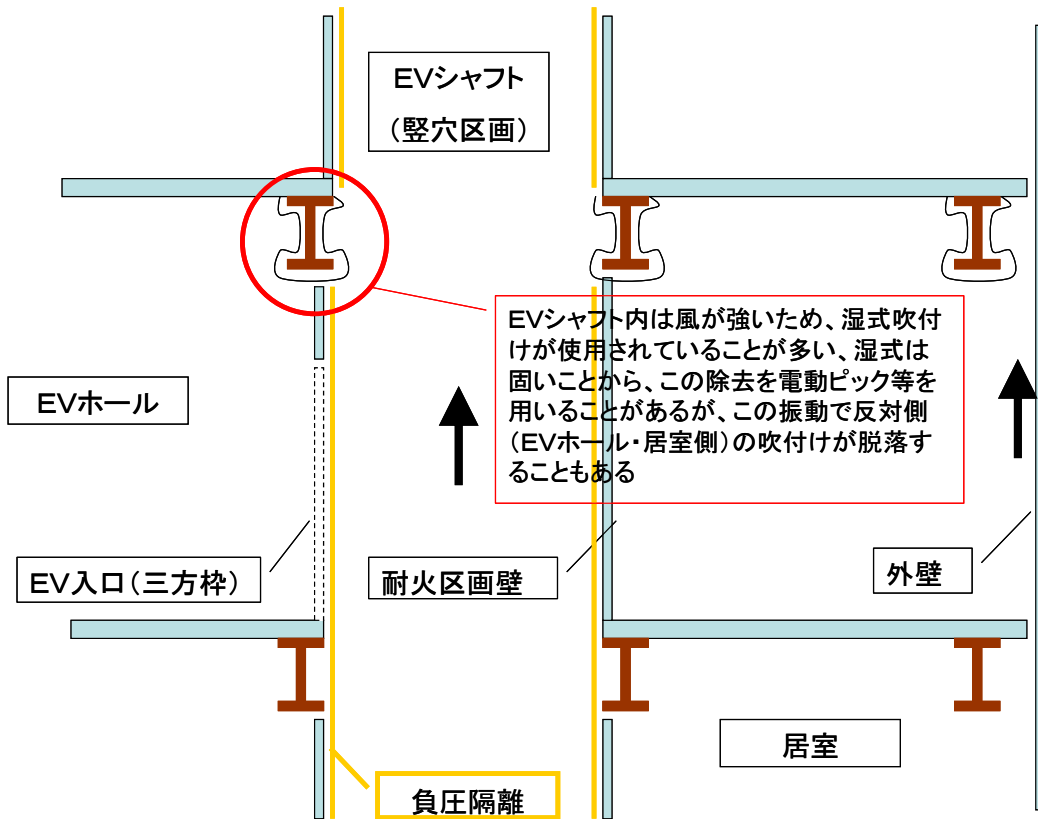 EVシャフト
（竪穴区画）
EVシャフト内は風が強いため、湿式吹付
けが使用されていることが多い、湿式は
固いことから、この除去を電動ピック等を
用いることがあるが、この振動で反対側
（EVホール・居室側）の吹付けが脱落す
ることもある
EVホール
EV入口（三方枠）
耐火区画壁
外壁
居室
負圧隔離